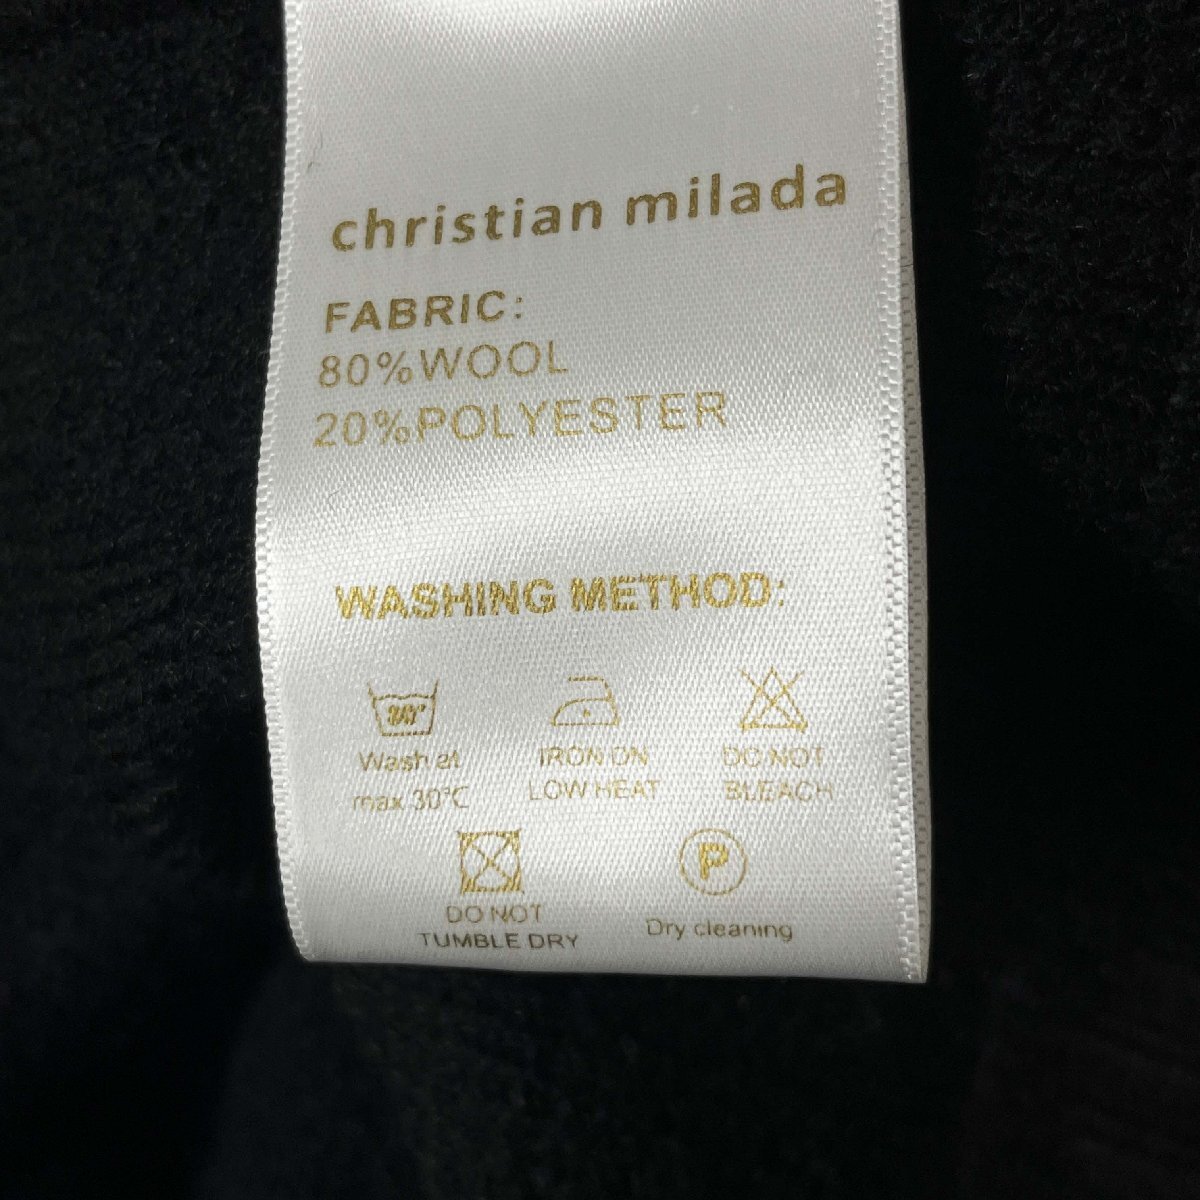 christian milada
FABRIC:
80%WOOL
20%POLYESTER
WASHING METHOD:
Wash at
max 30℃
IRON ON
LOW HEAT
DO NOT
BLEACH
P
DO NOT
TUMBLE DRY
Dry cleaning